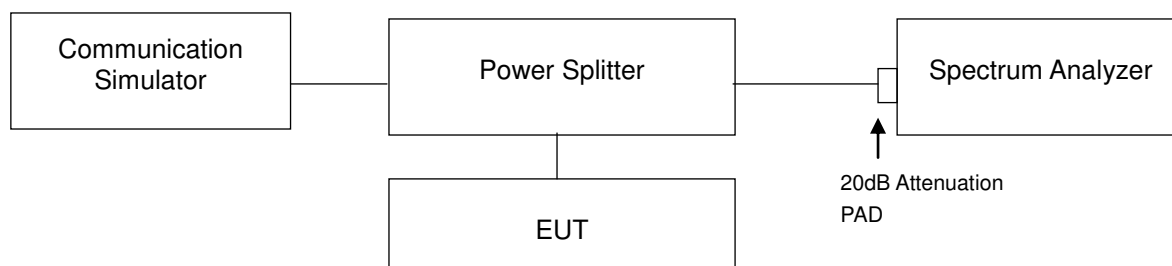 Communication
Simulator
Power Splitter
Spectrum Analyzer
20dB Attenuation
PAD
EUT